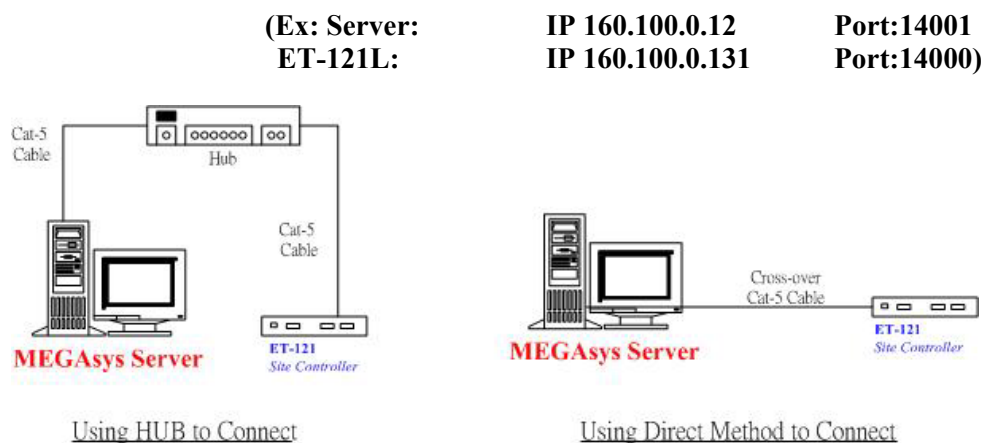 (Ex: Server: IP 160.100.0.12 Port:14001
ET-121L: IP 160.100.0.131 Port:14000)
Cat-5
Cable
Hub
Cat-5
Cable
ET-121
Site Controller
MEGAsys Server
Using HUB to Connect
Cross-over
Cat-5 Cable
ET-121
Site Controller
MEGAsys Server
Using Direct Method to Connect